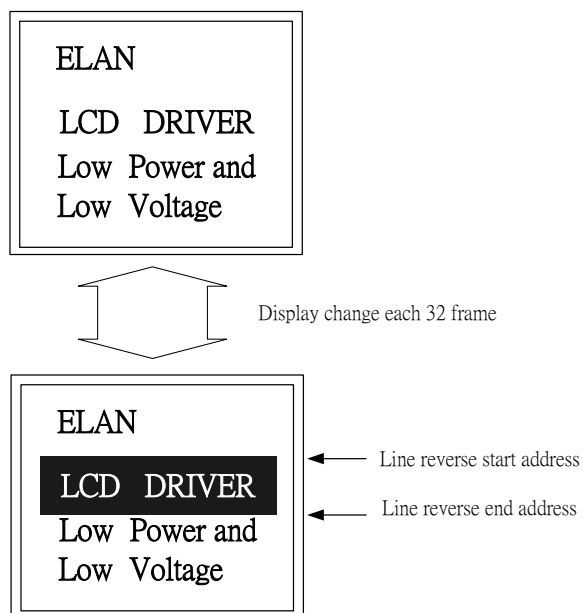 ELAN
LCD DRIVER
Low Power and
Low Voltage
Display change each 32 frame
ELAN
LCD DRIVER
Low Power and
Low Voltage
Line reverse start address
Line reverse end address